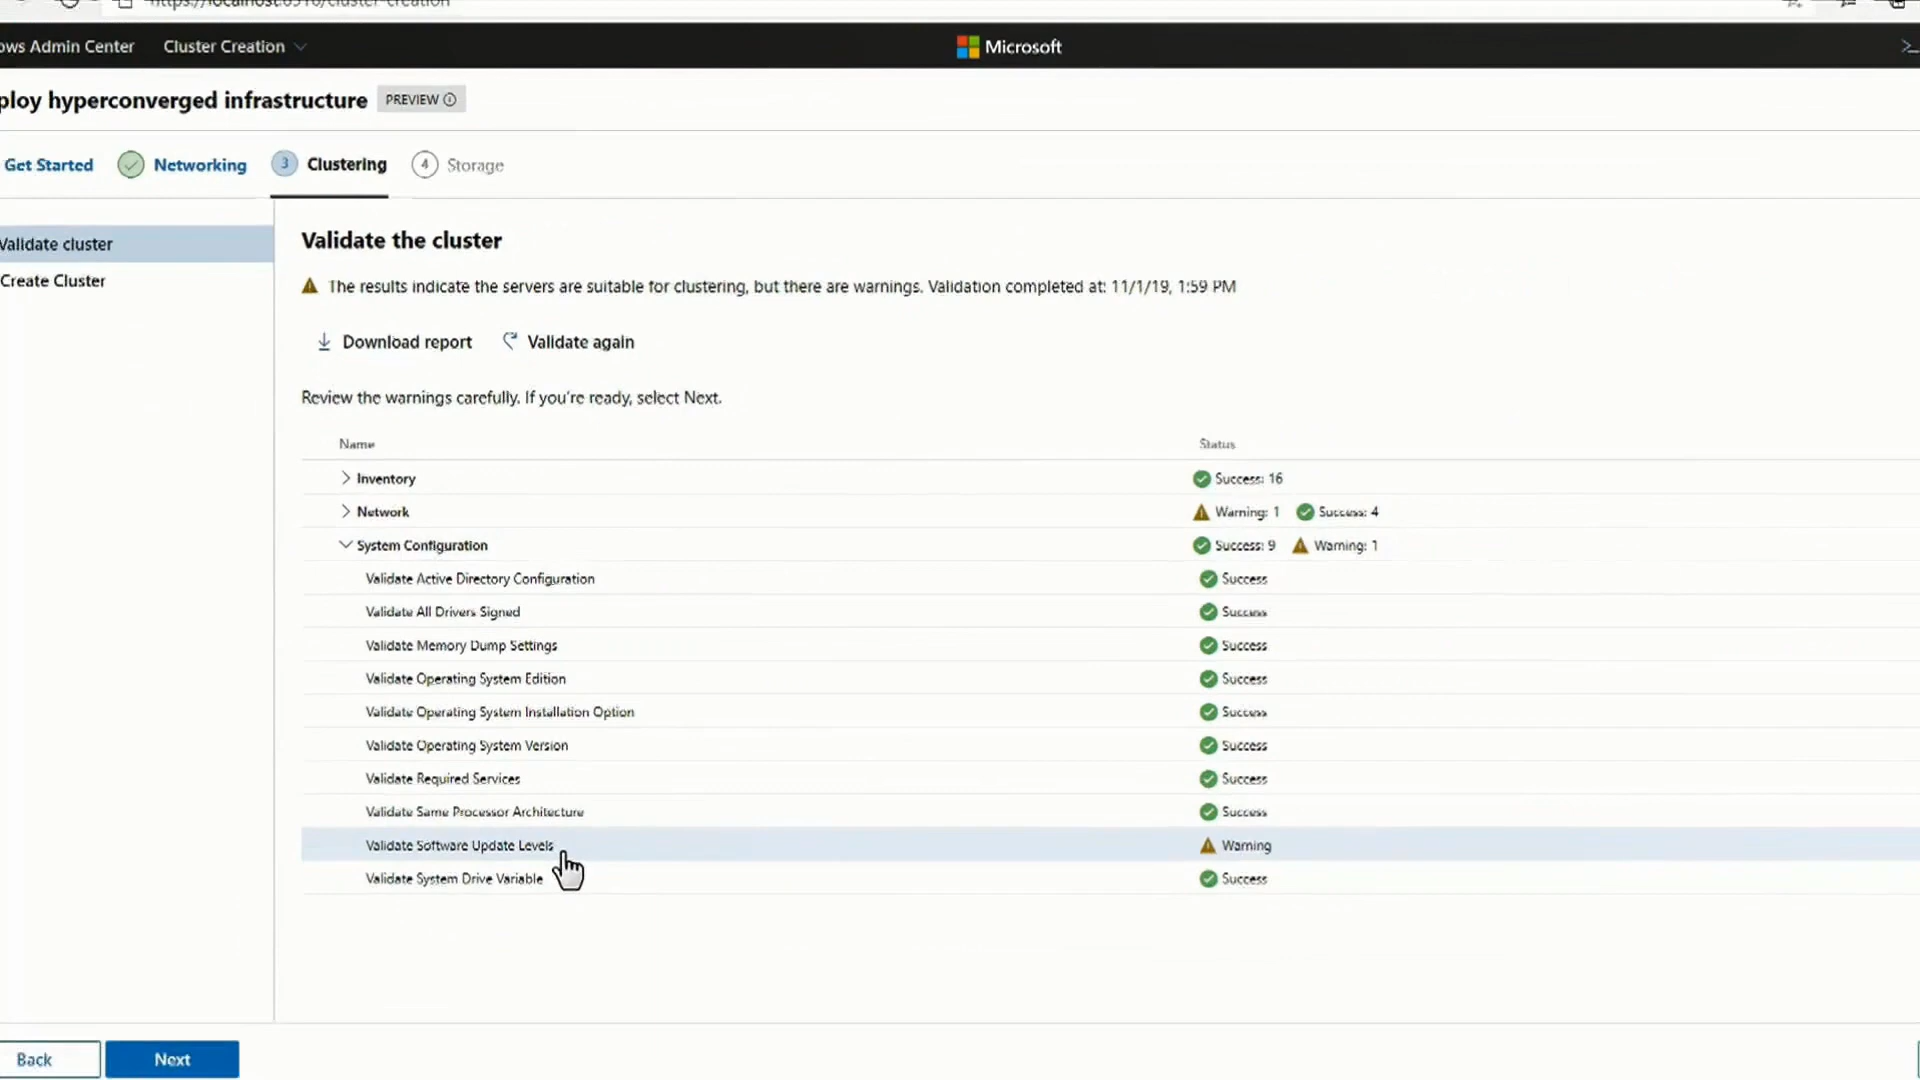 https://localhost:6516/cluster-creation
ows Admin Center Cluster Creation Microsoft
ploy hyperconverged infrastructure PREVIEW
Get Started Networking 3 Clustering 4 Storage
Validate cluster
Create Cluster
Validate the cluster
The results indicate the servers are suitable for clustering, but there are warnings. Validation completed at: 11/1/19, 1:59 PM
Download report Validate again
Review the warnings carefully. If you're ready, select Next.
Name Status
Inventory Success: 16
Network Warning: 1 Success: 4
System Configuration Success: 9 Warning: 1
Validate Active Directory Configuration Success
Validate All Drivers Signed Success
Validate Memory Dump Settings Success
Validate Operating System Edition Success
Validate Operating System Installation Option Success
Validate Operating System Version Success
Validate Required Services Success
Validate Same Processor Architecture Success
Validate Software Update Levels Warning
Validate System Drive Variable Success
Back Next